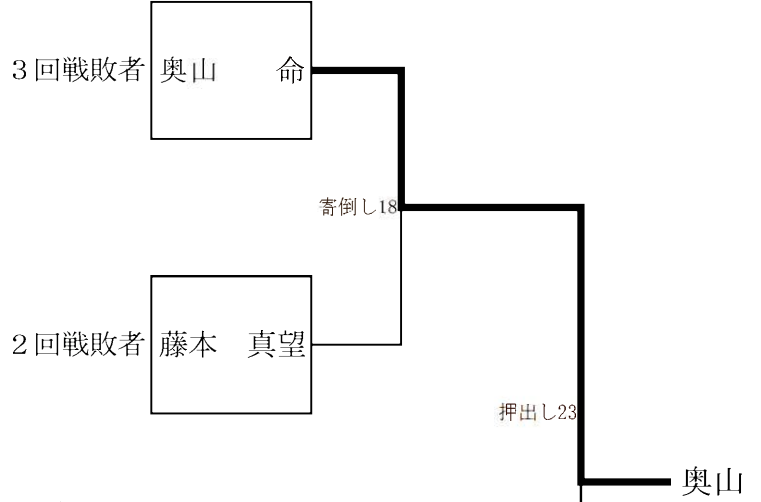 ３回戦敗者 奥山　　命
寄倒し18
２回戦敗者 藤本　真望
押出し23
奥山